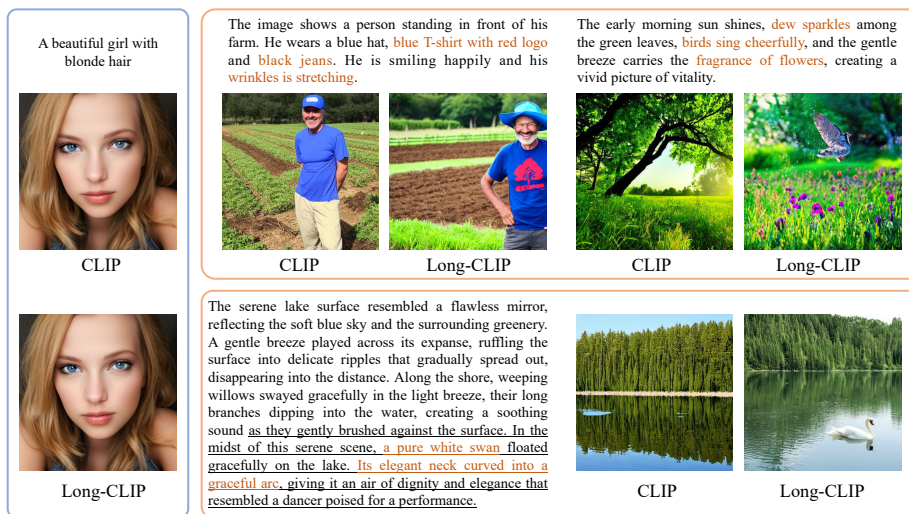 A beautiful girl with
blonde hair
CLIP
Long-CLIP
The image shows a person standing in front of his
farm. He wears a blue hat, blue T-shirt with red logo
and black jeans. He is smiling happily and his
wrinkles is stretching.
CLIP
Long-CLIP
The early morning sun shines, dew sparkles among
the green leaves, birds sing cheerfully, and the gentle
breeze carries the fragrance of flowers, creating a
vivid picture of vitality.
CLIP
Long-CLIP
The serene lake surface resembled a flawless mirror,
reflecting the soft blue sky and the surrounding greenery.
A gentle breeze played across its expanse, ruffling the
surface into delicate ripples that gradually spread out,
disappearing into the distance. Along the shore, weeping
willows swayed gracefully in the light breeze, their long
branches dipping into the water, creating a soothing
sound as they gently brushed against the surface. In the
midst of this serene scene, a pure white swan floated
gracefully on the lake. Its elegant neck curved into a
graceful arc, giving it an air of dignity and elegance that
resembled a dancer poised for a performance.
CLIP
Long-CLIP